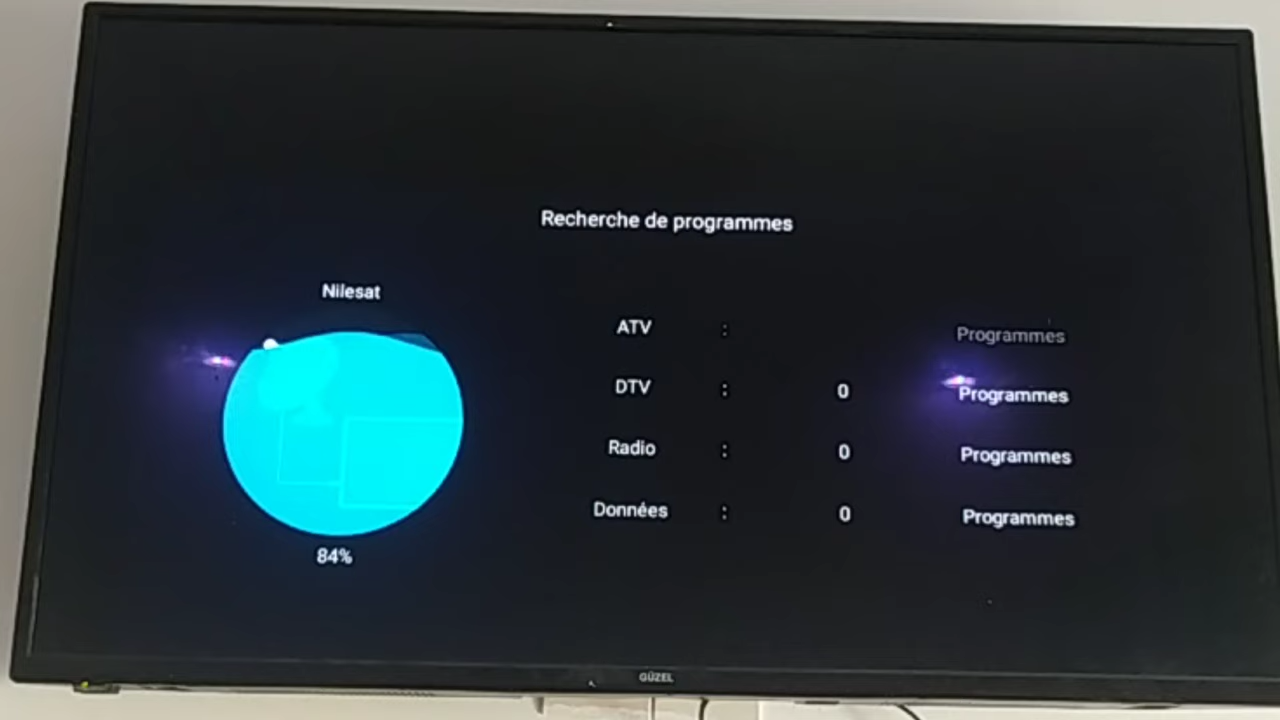 Recherche de programmes
Nilesat
ATV : Programmes
DTV : 0 Programmes
Radio : 0 Programmes
Données : 0 Programmes
84%
GÜZEL